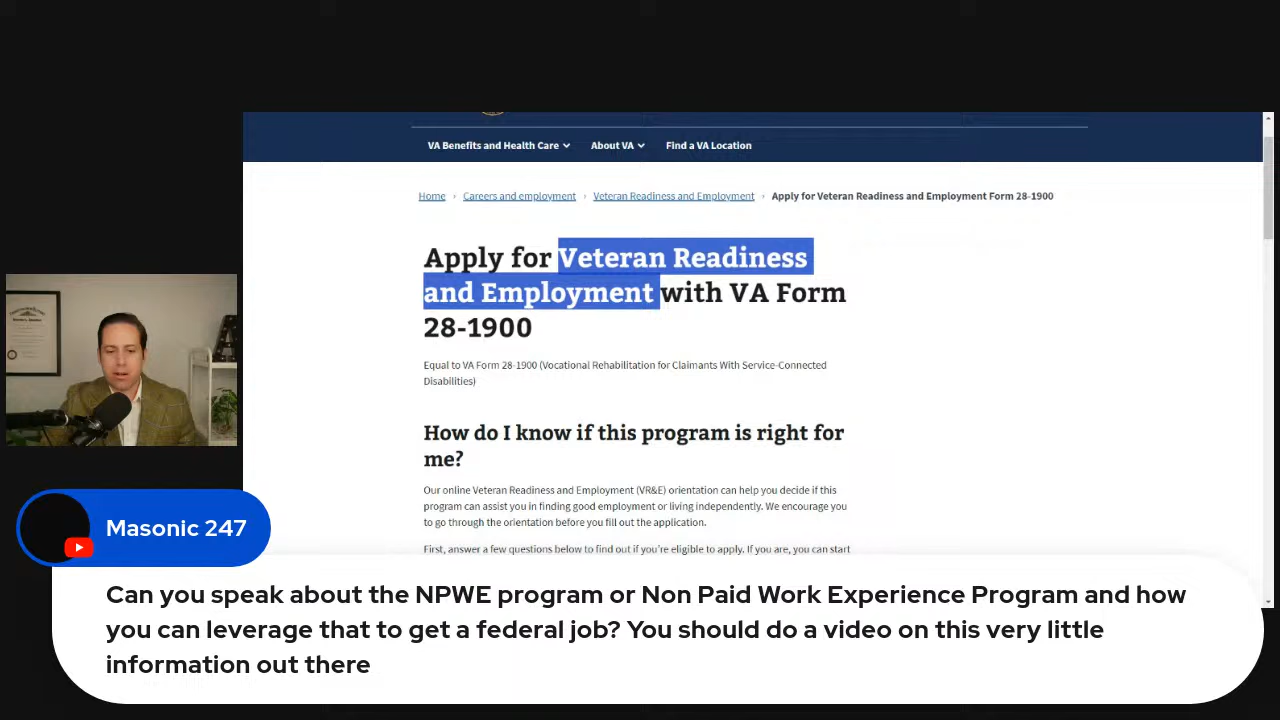 VA Benefits and Health Care
About VA
Find a VA Location
Home › Careers and employment › Veteran Readiness and Employment › Apply for Veteran Readiness and Employment Form 28-1900
Apply for Veteran Readiness
and Employment with VA Form
28-1900
Equal to VA Form 28-1900 (Vocational Rehabilitation for Claimants With Service-Connected
Disabilities)
How do I know if this program is right for
me?
Our online Veteran Readiness and Employment (VR&E) orientation can help you decide if this
program can assist you in finding good employment or living independently. We encourage you
to go through the orientation before you fill out the application.
First, answer a few questions below to find out if you're eligible to apply. If you are, you can start
Masonic 247
Can you speak about the NPWE program or Non Paid Work Experience Program and how
you can leverage that to get a federal job? You should do a video on this very little
information out there